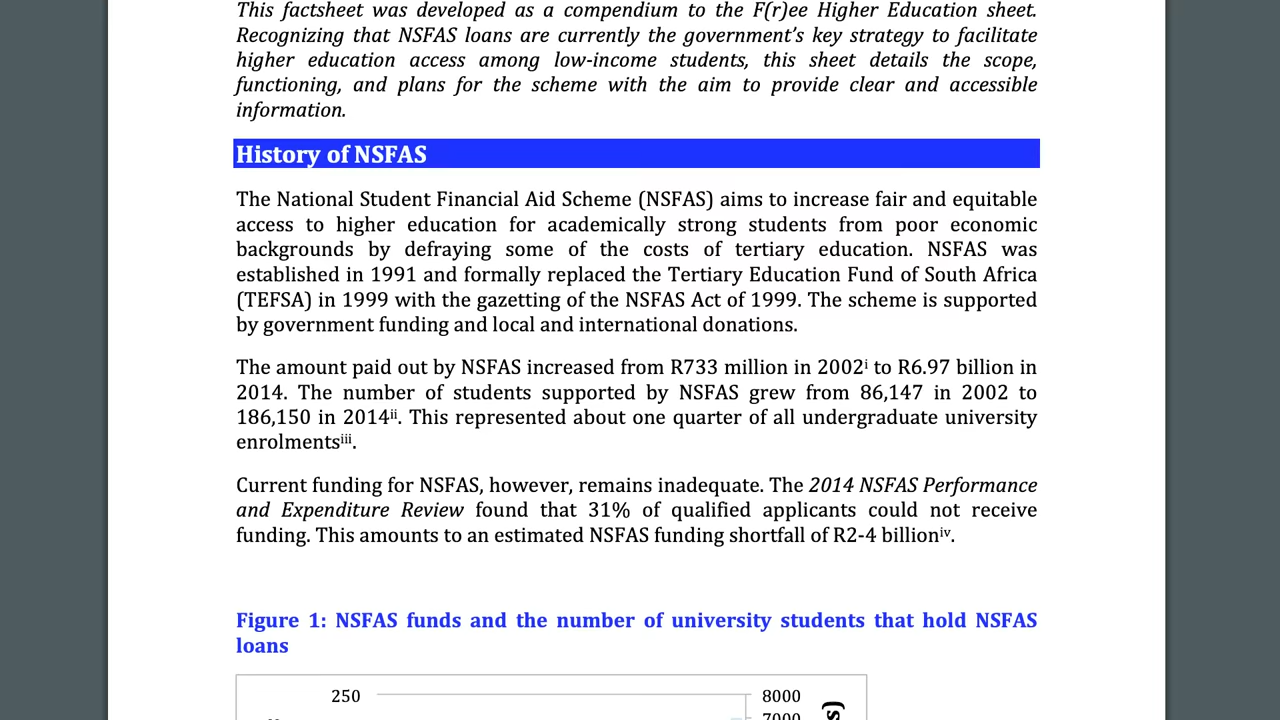 This factsheet was developed as a compendium to the F(r)ee Higher Education sheet.
Recognizing that NSFAS loans are currently the government’s key strategy to facilitate
higher education access among low-income students, this sheet details the scope,
functioning, and plans for the scheme with the aim to provide clear and accessible
information.
History of NSFAS
The National Student Financial Aid Scheme (NSFAS) aims to increase fair and equitable
access to higher education for academically strong students from poor economic
backgrounds by defraying some of the costs of tertiary education. NSFAS was
established in 1991 and formally replaced the Tertiary Education Fund of South Africa
(TEFSA) in 1999 with the gazetting of the NSFAS Act of 1999. The scheme is supported
by government funding and local and international donations.
The amount paid out by NSFAS increased from R733 million in 2002ⁱ to R6.97 billion in
2014. The number of students supported by NSFAS grew from 86,147 in 2002 to
186,150 in 2014ⁱⁱ. This represented about one quarter of all undergraduate university
enrolmentsⁱⁱⁱ.
Current funding for NSFAS, however, remains inadequate. The 2014 NSFAS Performance
and Expenditure Review found that 31% of qualified applicants could not receive
funding. This amounts to an estimated NSFAS funding shortfall of R2-4 billionⁱᵛ.
Figure 1: NSFAS funds and the number of university students that hold NSFAS
loans
250 8000
7000